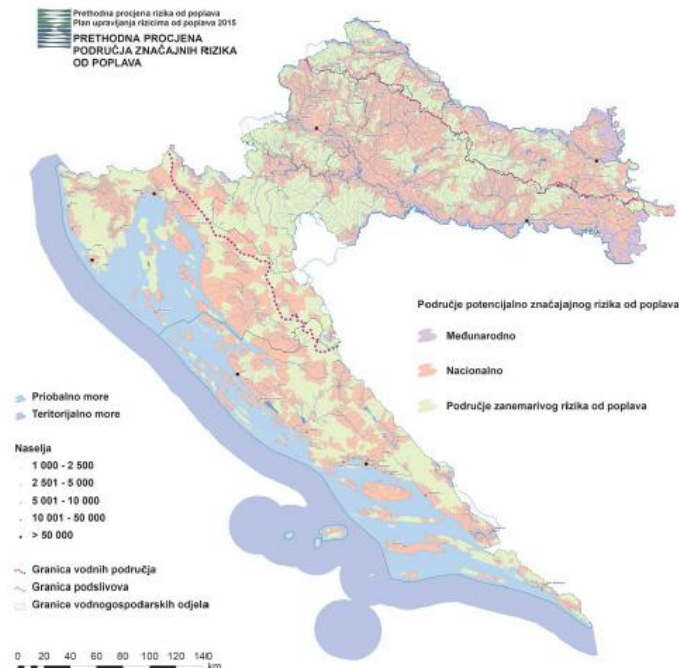 Prethodna procjena rizika od poplava
Plan upravljanja rizicima od poplava 2015
PRETHODNA PROCJENA
PODRUČJA ZNAČAJNIH RIZIKA
OD POPLAVA
Područje potencijalno značajajnog rizika od poplava
Međunarodno
Nacionalno
Područje zanemarivog rizika od poplava
Priobalno more
Teritorijalno more
Naselja
1 000 - 2 500
2 501 - 5 000
5 001 - 10 000
10 001 - 50 000
> 50 000
Granica vodnih područja
Granica podslivova
Granice vodnogospodarskih odjela
0 20 40 60 80 100 120 140
km